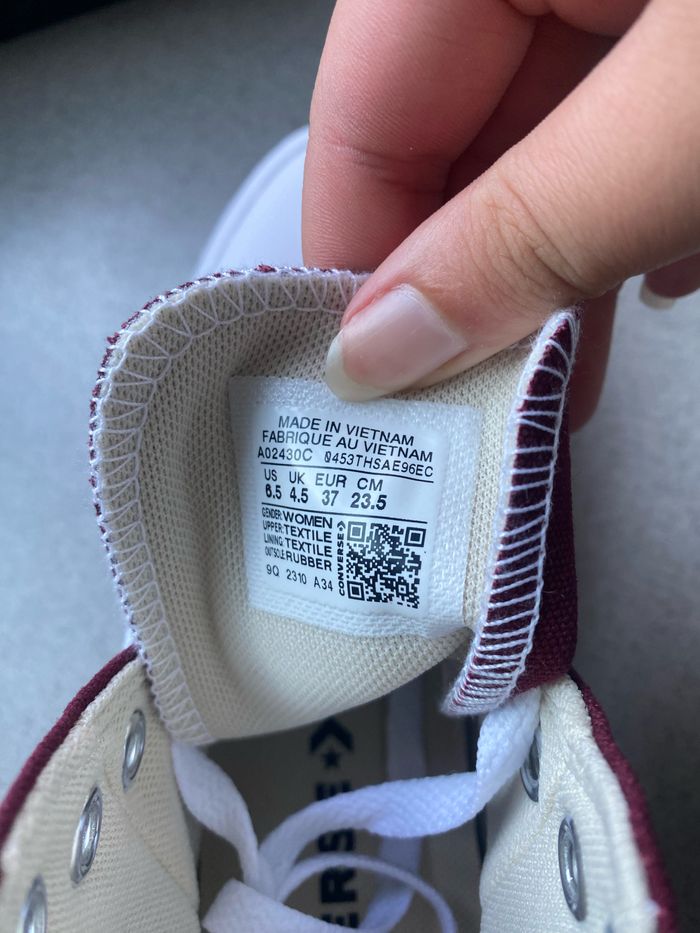 MADE IN VIETNAM
FABRIQUE AU VIETNAM
A02430C 0453THSAE96EC
US UK EUR CM
6.5 4.5 37 23.5
GENDER: WOMEN
UPPER: TEXTILE
LINING: TEXTILE
OUTSOLE: RUBBER
9Q 2310 A34
CONVERSE
ERSE